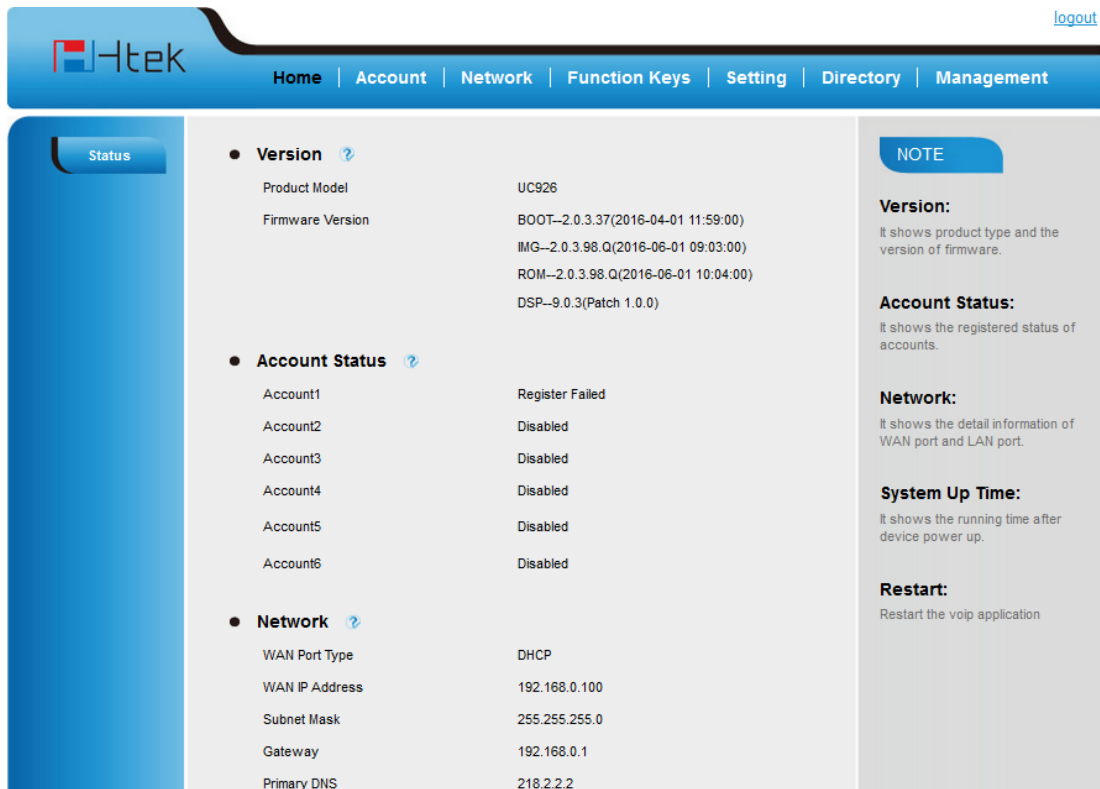 logout
Htek
Home Account Network Function Keys Setting Directory Management
Status
Version
Product Model UC926
Firmware Version BOOT--2.0.3.37(2016-04-01 11:59:00)
IMG--2.0.3.98.Q(2016-06-01 09:03:00)
ROM--2.0.3.98.Q(2016-06-01 10:04:00)
DSP--9.0.3(Patch 1.0.0)
Account Status
Account1 Register Failed
Account2 Disabled
Account3 Disabled
Account4 Disabled
Account5 Disabled
Account6 Disabled
Network
WAN Port Type DHCP
WAN IP Address 192.168.0.100
Subnet Mask 255.255.255.0
Gateway 192.168.0.1
Primary DNS 218.2.2.2
NOTE
Version:
It shows product type and the
version of firmware.
Account Status:
It shows the registered status of
accounts.
Network:
It shows the detail information of
WAN port and LAN port.
System Up Time:
It shows the running time after
device power up.
Restart:
Restart the voip application